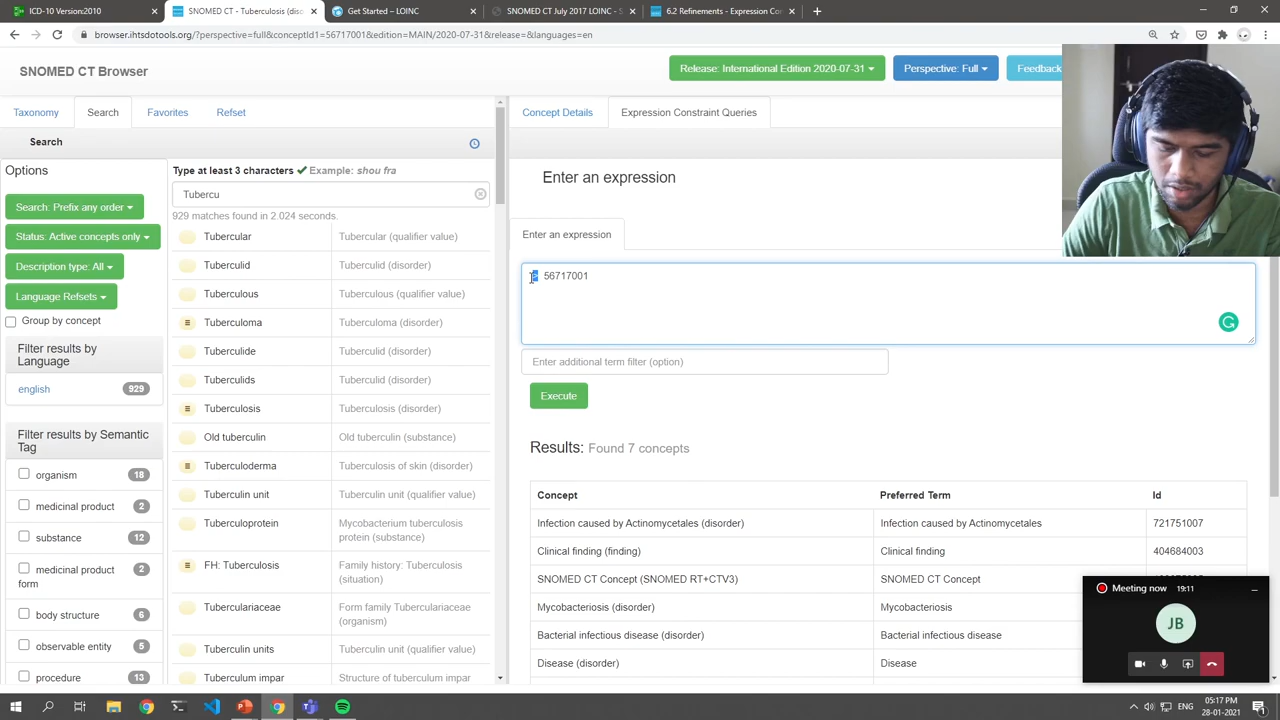 ICD-10 Version:2010
SNOMED CT - Tuberculosis (disor
Get Started – LOINC
SNOMED CT July 2017 LOINC - S
6.2 Refinements - Expression Co
browser.ihtsdotools.org/?perspective=full&conceptId1=56717001&edition=MAIN/2020-07-31&release=&languages=en
SNOMED CT Browser
Release: International Edition 2020-07-31
Perspective: Full
Feedback
Taxonomy
Search
Favorites
Refset
Concept Details
Expression Constraint Queries
Search
Options
Type at least 3 characters ✔ Example: shou fra
Enter an expression
Tubercu
Search: Prefix any order
929 matches found in 2.024 seconds.
Status: Active concepts only
Description type: All
Language Refsets
Group by concept
Filter results by
Language
english 929
Filter results by Semantic
Tag
organism 18
medicinal product 2
substance 12
medicinal product
form 2
body structure 6
observable entity 5
procedure 13
Tubercular Tubercular (qualifier value)
Tuberculid Tuberculid (disorder)
Tuberculous Tuberculous (qualifier value)
Tuberculoma Tuberculoma (disorder)
Tuberculide Tuberculid (disorder)
Tuberculids Tuberculid (disorder)
Tuberculosis Tuberculosis (disorder)
Old tuberculin Old tuberculin (substance)
Tuberculoderma Tuberculosis of skin (disorder)
Tuberculin unit Tuberculin unit (qualifier value)
Tuberculoprotein Mycobacterium tuberculosis
protein (substance)
FH: Tuberculosis Family history: Tuberculosis
(situation)
Tuberculariaceae Form family Tuberculariaceae
(organism)
Tuberculin units Tuberculin unit (qualifier value)
Tuberculum impar Structure of tuberculum impar
Enter an expression
> 56717001
Enter additional term filter (option)
Execute
Results: Found 7 concepts
Concept Preferred Term Id
Infection caused by Actinomycetales (disorder) Infection caused by Actinomycetales 721751007
Clinical finding (finding) Clinical finding 404684003
SNOMED CT Concept (SNOMED RT+CTV3) SNOMED CT Concept
Mycobacteriosis (disorder) Mycobacteriosis
Bacterial infectious disease (disorder) Bacterial infectious disease
Disease (disorder) Disease
Meeting now 19:11
JB
ENG
05:17 PM
28-01-2021